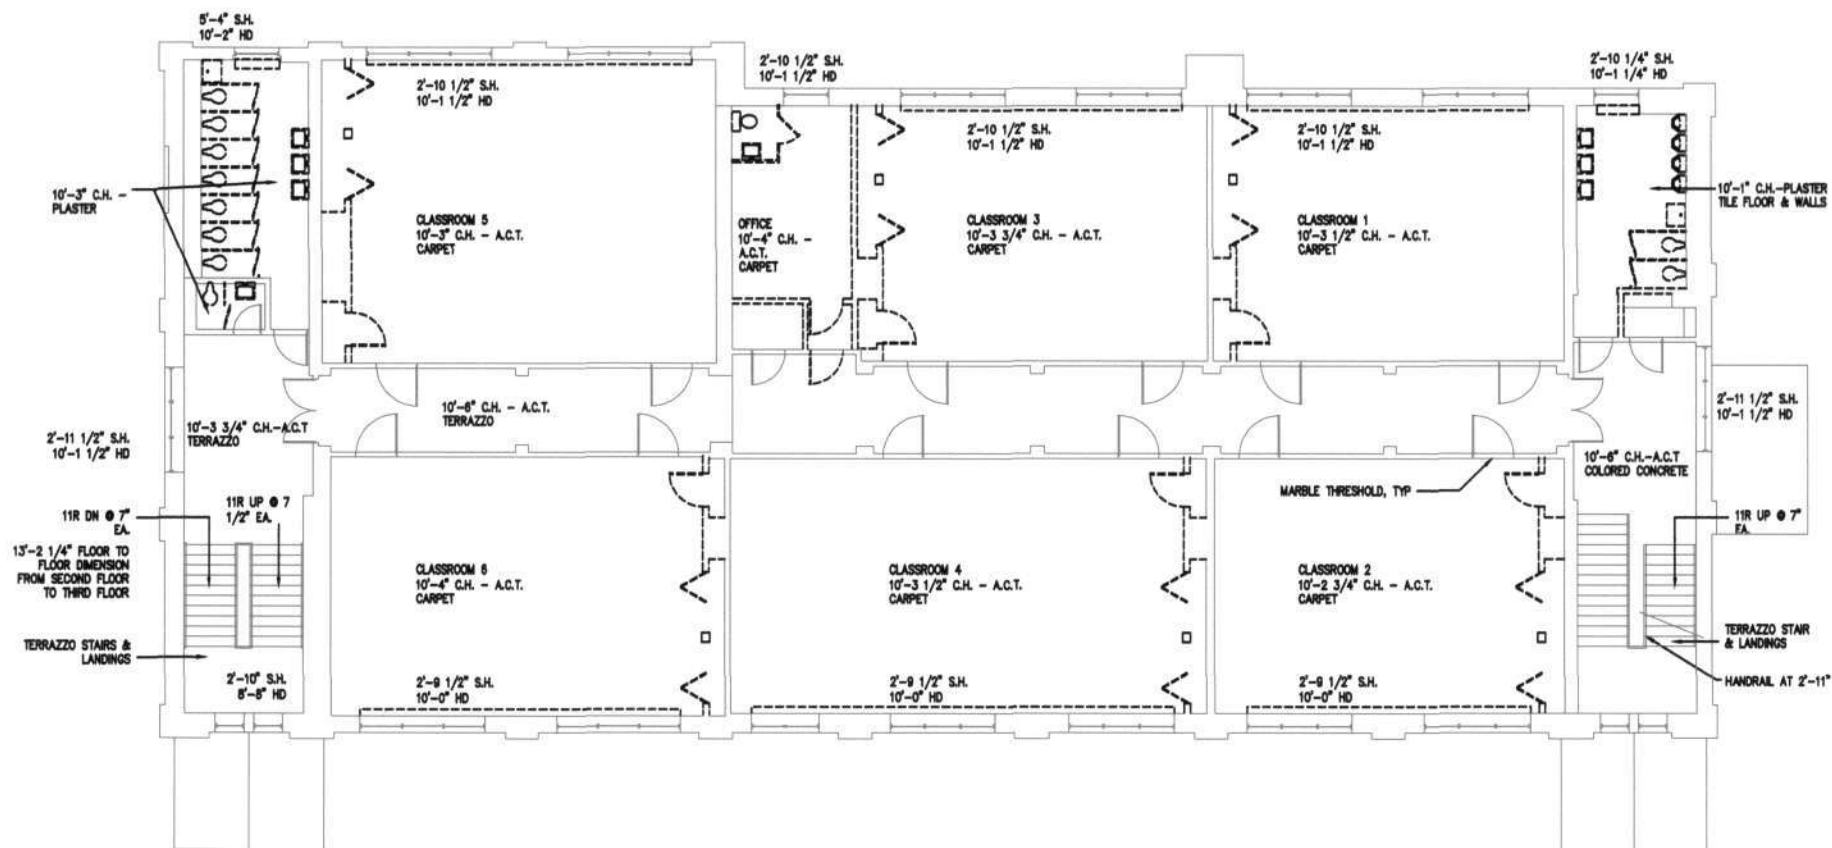 5'-4" S.H.
10'-2" HD
2'-10 1/2" S.H.
10'-1 1/2" HD
2'-10 1/2" S.H.
10'-1 1/2" HD
2'-10 1/2" S.H.
10'-1 1/2" HD
2'-10 1/2" S.H.
10'-1 1/2" HD
2'-10 1/4" S.H.
10'-1 1/4" HD
10'-3" C.H. -
PLASTER
CLASSROOM 5
10'-3" C.H. - A.C.T.
CARPET
OFFICE
10'-4" C.H. -
A.C.T.
CARPET
CLASSROOM 3
10'-3 3/4" C.H. - A.C.T.
CARPET
CLASSROOM 1
10'-3 1/2" C.H. - A.C.T.
CARPET
10'-1" C.H.-PLASTER
TILE FLOOR & WALLS
2'-11 1/2" S.H.
10'-1 1/2" HD
10'-3 3/4" C.H.-A.C.T
TERRAZZO
10'-6" C.H. - A.C.T.
TERRAZZO
2'-11 1/2" S.H.
10'-1 1/2" HD
10'-6" C.H.-A.C.T
COLORED CONCRETE
MARBLE THRESHOLD, TYP
11R DN @ 7"
EA.
11R UP @ 7
1/2" EA.
11R UP @ 7"
EA.
13'-2 1/4" FLOOR TO
FLOOR DIMENSION
FROM SECOND FLOOR
TO THIRD FLOOR
CLASSROOM 6
10'-4" C.H. - A.C.T.
CARPET
CLASSROOM 4
10'-3 1/2" C.H. - A.C.T.
CARPET
CLASSROOM 2
10'-2 3/4" C.H. - A.C.T.
CARPET
TERRAZZO STAIRS &
LANDINGS
TERRAZZO STAIR
& LANDINGS
2'-10" S.H.
8'-8" HD
2'-9 1/2" S.H.
10'-0" HD
2'-9 1/2" S.H.
10'-0" HD
2'-9 1/2" S.H.
10'-0" HD
HANDRAIL AT 2'-11"